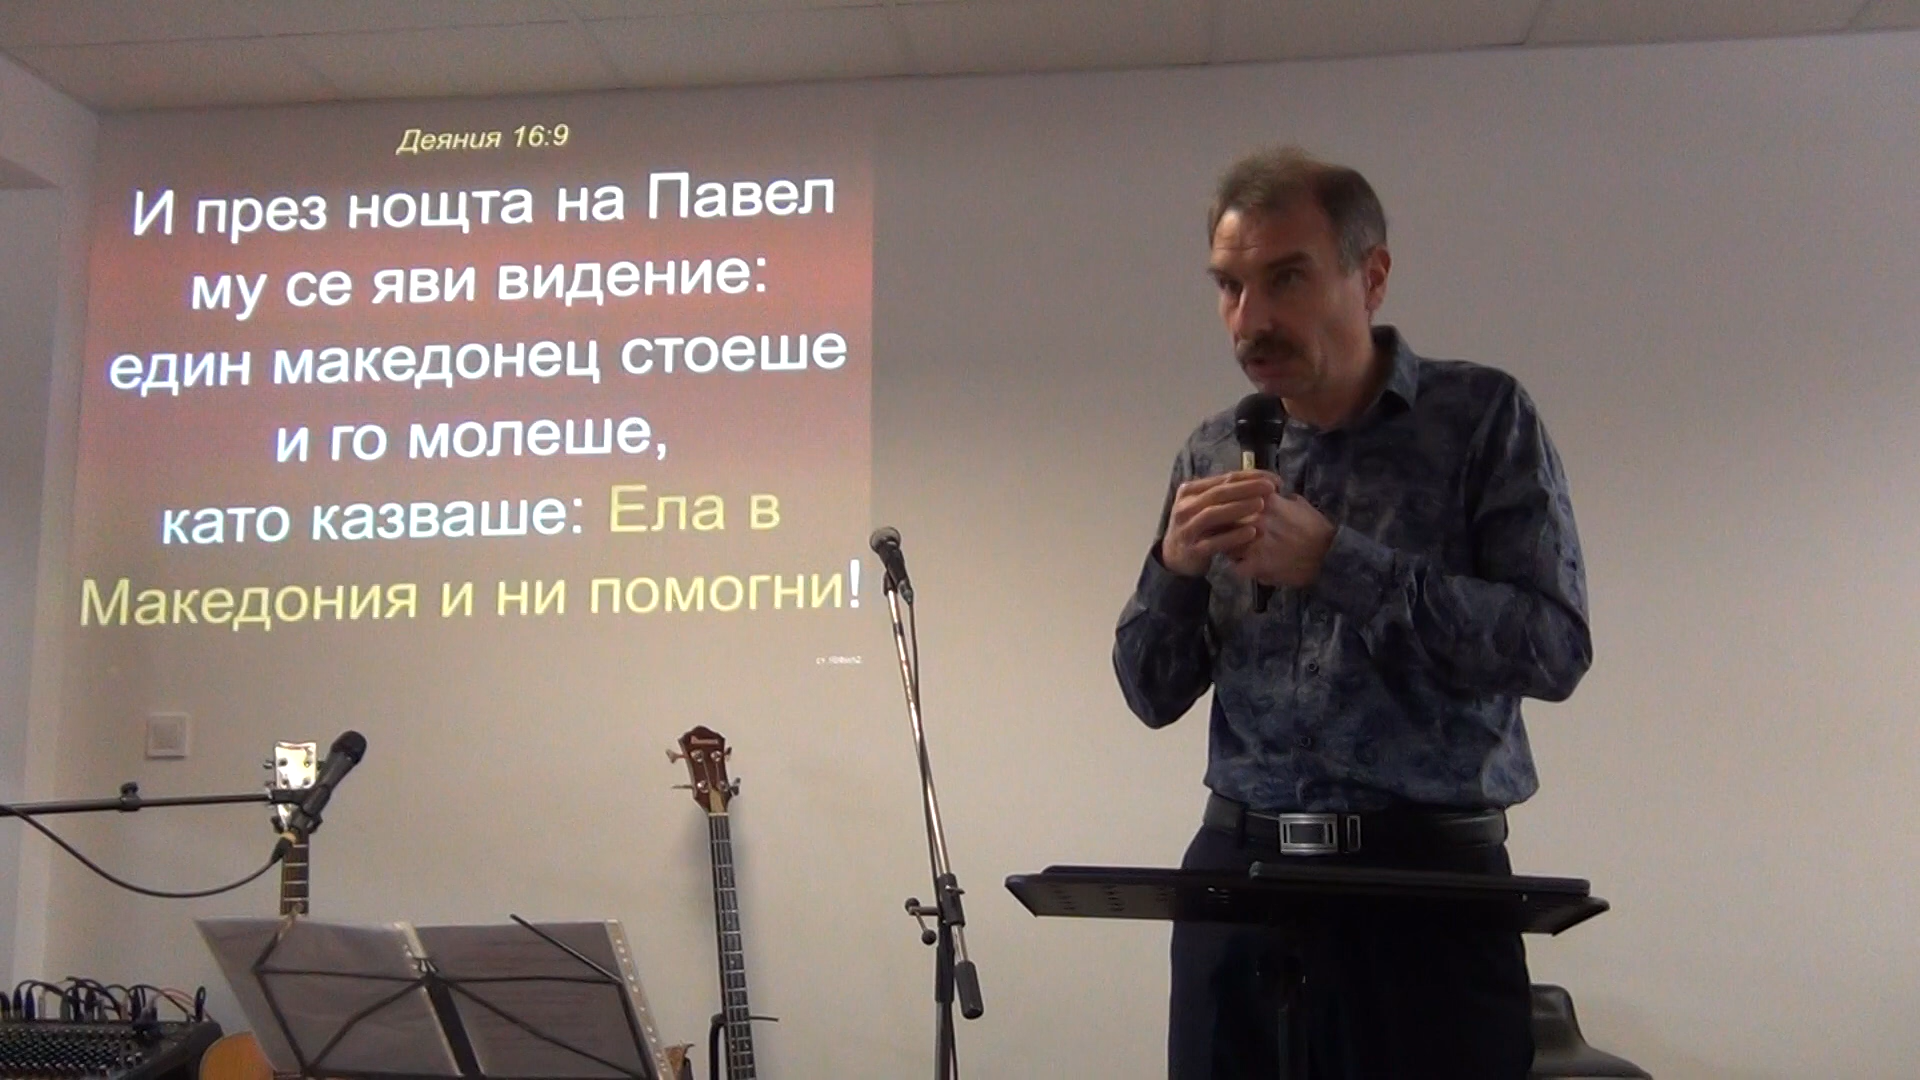 Деяния 16:9
И през нощта на Павел
му се яви видение:
един македонец стоеше
и го молеше,
като казваше: Ела в
Македония и ни помогни!